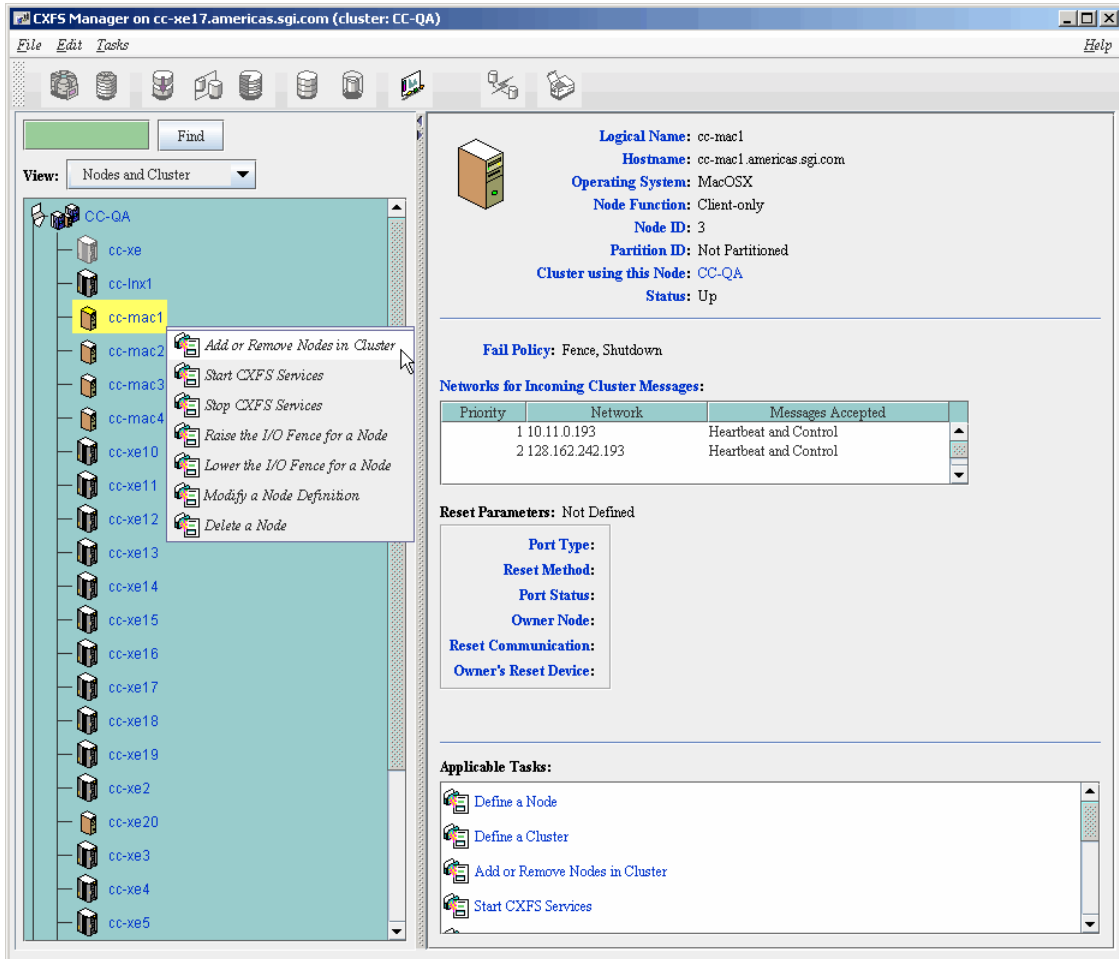 CXFS Manager on cc-xe17.americas.sgi.com (cluster: CC-QA)
File Edit Tasks Help
Find
View: Nodes and Cluster
CC-QA
cc-xe
cc-lnx1
cc-mac1
cc-mac2
cc-mac3
cc-mac4
cc-xe10
cc-xe11
cc-xe12
cc-xe13
cc-xe14
cc-xe15
cc-xe16
cc-xe17
cc-xe18
cc-xe19
cc-xe2
cc-xe20
cc-xe3
cc-xe4
cc-xe5
Add or Remove Nodes in Cluster
Start CXFS Services
Stop CXFS Services
Raise the I/O Fence for a Node
Lower the I/O Fence for a Node
Modify a Node Definition
Delete a Node
Logical Name: cc-mac1
Hostname: cc-mac1.americas.sgi.com
Operating System: MacOSX
Node Function: Client-only
Node ID: 3
Partition ID: Not Partitioned
Cluster using this Node: CC-QA
Status: Up
Fail Policy: Fence, Shutdown
Networks for Incoming Cluster Messages:
Priority Network Messages Accepted
1 10.11.0.193 Heartbeat and Control
2 128.162.242.193 Heartbeat and Control
Reset Parameters: Not Defined
Port Type:
Reset Method:
Port Status:
Owner Node:
Reset Communication:
Owner's Reset Device:
Applicable Tasks:
Define a Node
Define a Cluster
Add or Remove Nodes in Cluster
Start CXFS Services